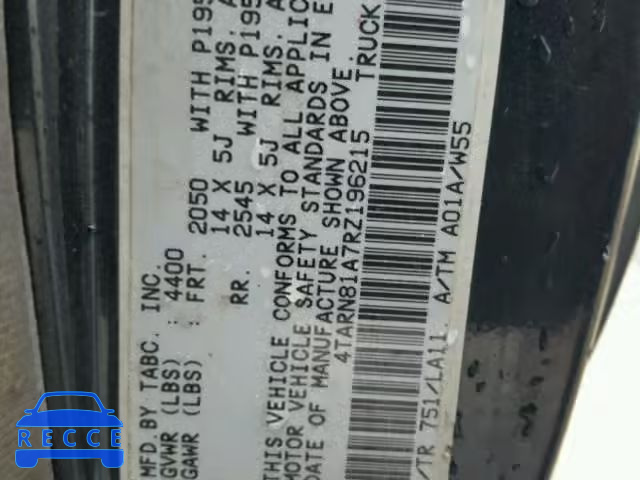 MFD.BY TABC. INC.
GVWR (LBS) : 4400
GAWR (LBS) : FRT. 2050 WITH P195
14 X 5J RIMS. A
RR. 2545 WITH P195
14 X 5J RIMS. A
THIS VEHICLE CONFORMS TO ALL APPLIC
MOTOR VEHICLE SAFETY STANDARDS IN E
DATE OF MANUFACTURE SHOWN ABOVE.
4TARN81A7RZ196215 TRUCK
/TR 751/LA11 A/TM A01A/W55
RECCE